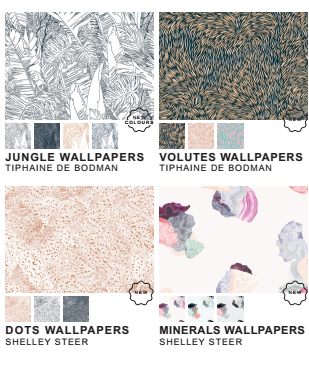 NEW
COLOURS
NEW
JUNGLE WALLPAPERS
TIPHAINE DE BODMAN
VOLUTES WALLPAPERS
TIPHAINE DE BODMAN
NEW
NEW
DOTS WALLPAPERS
SHELLEY STEER
MINERALS WALLPAPERS
SHELLEY STEER